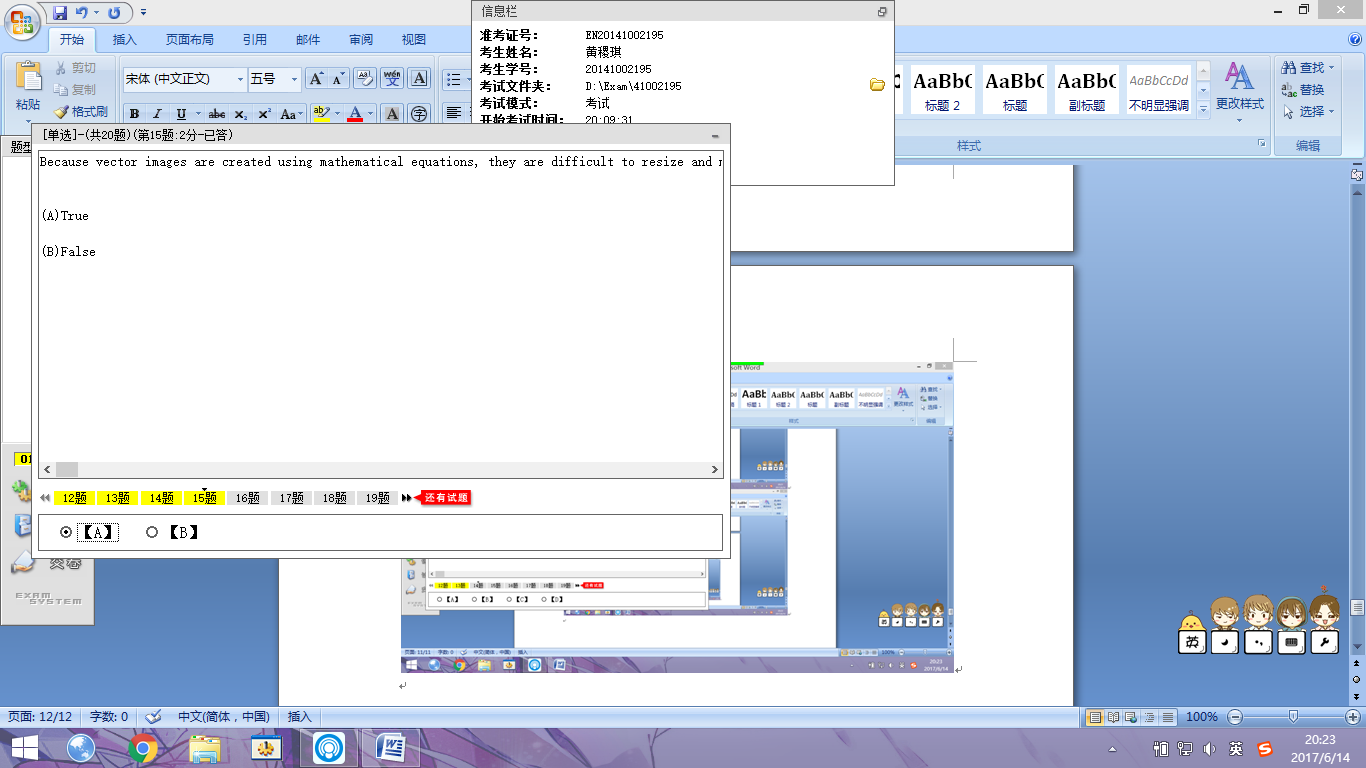 信息栏
准考证号： EN20141002195
考生姓名： 黄稷琪
考生学号： 20141002195
考试文件夹： D:\Exam\41002195
考试模式： 考试
开始考试时间： 20:09:31
开始 插入 页面布局 引用 邮件 审阅 视图
粘贴
剪切
复制
格式刷
宋体 (中文正文) 五号
AaBbC AaBbC AaBbC AaBbCcDd
标题 2 标题 副标题 不明显强调
更改样式
样式
查找
替换
选择
编辑
题型
[单选]-(共20题)(第15题:2分-已答)
Because vector images are created using mathematical equations, they are difficult to resize and
(A)True
(B)False
12题 13题 14题 15题 16题 17题 18题 19题 还有试题
【A】 【B】
01
交卷
EXAM
SYSTEM
英
页面: 12/12 字数: 0 中文(简体，中国) 插入 100%
英
20:23
2017/6/14